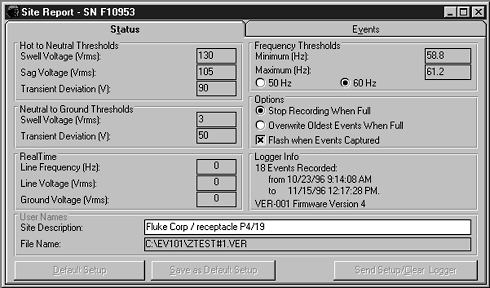 Site Report - SN F10953
Status
Events
Hot to Neutral Thresholds
Swell Voltage (Vrms): 130
Sag Voltage (Vrms): 105
Transient Deviation (V): 90
Neutral to Ground Thresholds
Swell Voltage (Vrms): 3
Transient Deviation (V): 50
RealTime
Line Frequency (Hz): 0
Line Voltage (Vrms): 0
Ground Voltage (Vrms): 0
Frequency Thresholds
Minimum (Hz): 58.8
Maximum (Hz): 61.2
50 Hz 60 Hz
Options
Stop Recording When Full
Overwrite Oldest Events When Full
Flash when Events Captured
Logger Info
18 Events Recorded:
from 10/23/96 9:14:08 AM
to 11/15/96 12:17:28 PM.
VER-001 Firmware Version 4
User Names
Site Description: Fluke Corp / receptacle P4/19
File Name: C:\EV101\ZTEST#1.VER
Default Setup
Save as Default Setup
Send Setup/Clear Logger